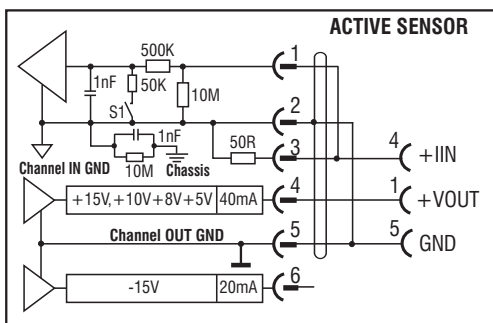 ACTIVE SENSOR
500K
1
1nF
50K
10M
S1
2
1nF
50R
3
4
+IIN
Channel IN GND
10M
Chassis
+15V,+10V+8V+5V
40mA
4
1
+VOUT
Channel OUT GND
5
5
GND
-15V
20mA
6